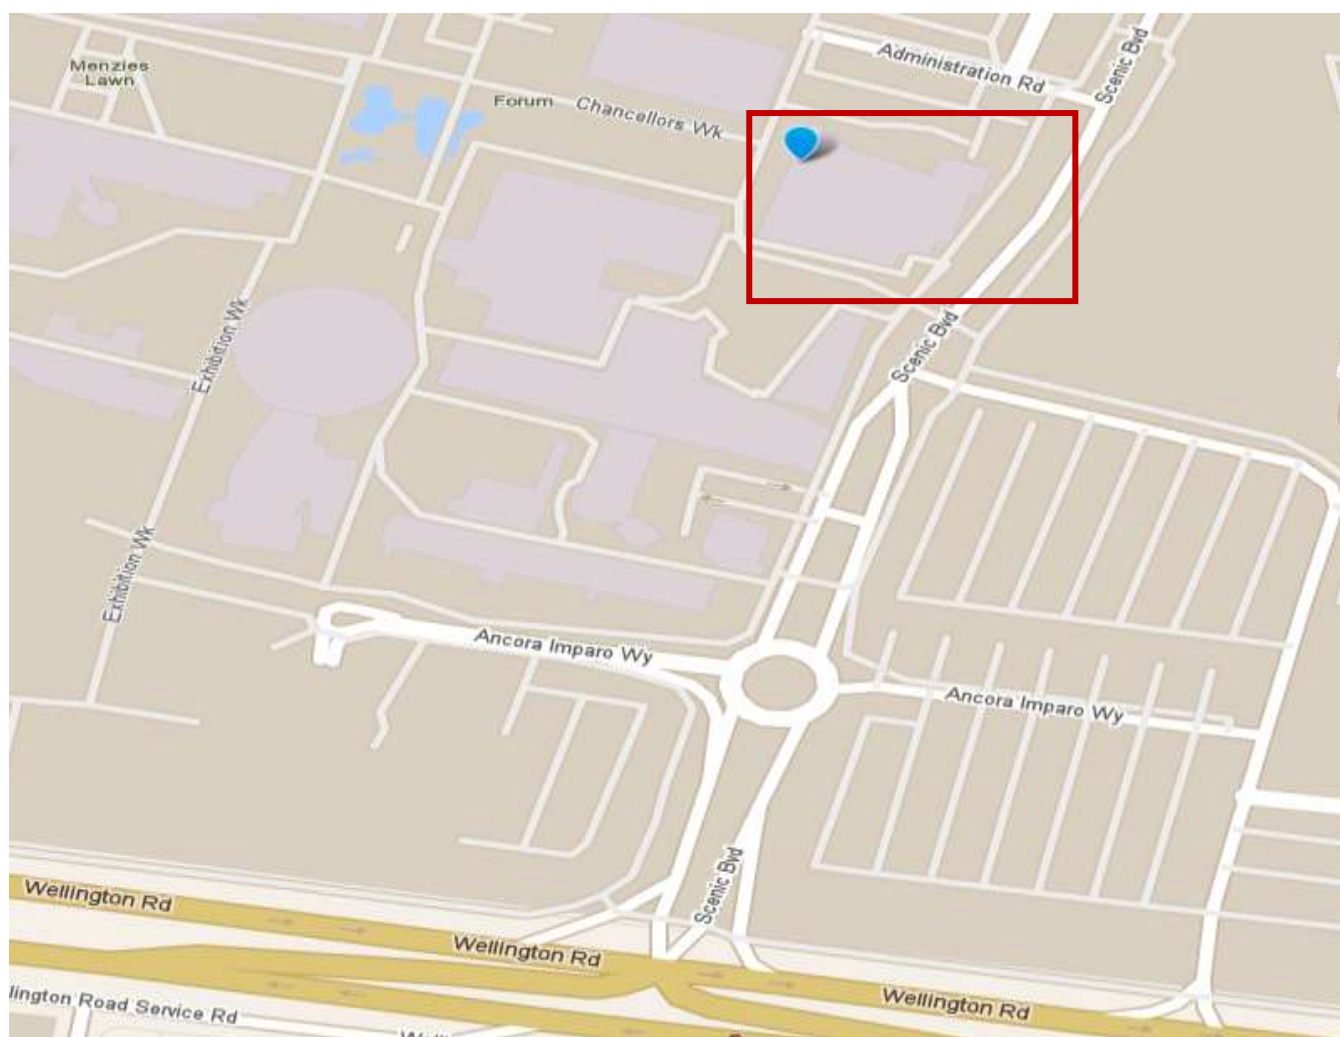 Administration Rd
Scenic Bvd
Menzies
Lawn
Forum
Chancellors Wk
Exhibition Wk
Scenic Bvd
Exhibition Wk
Ancora Imparo Wy
Ancora Imparo Wy
Scenic Bvd
Wellington Rd
Wellington Rd
Wellington Rd
lington Road Service Rd